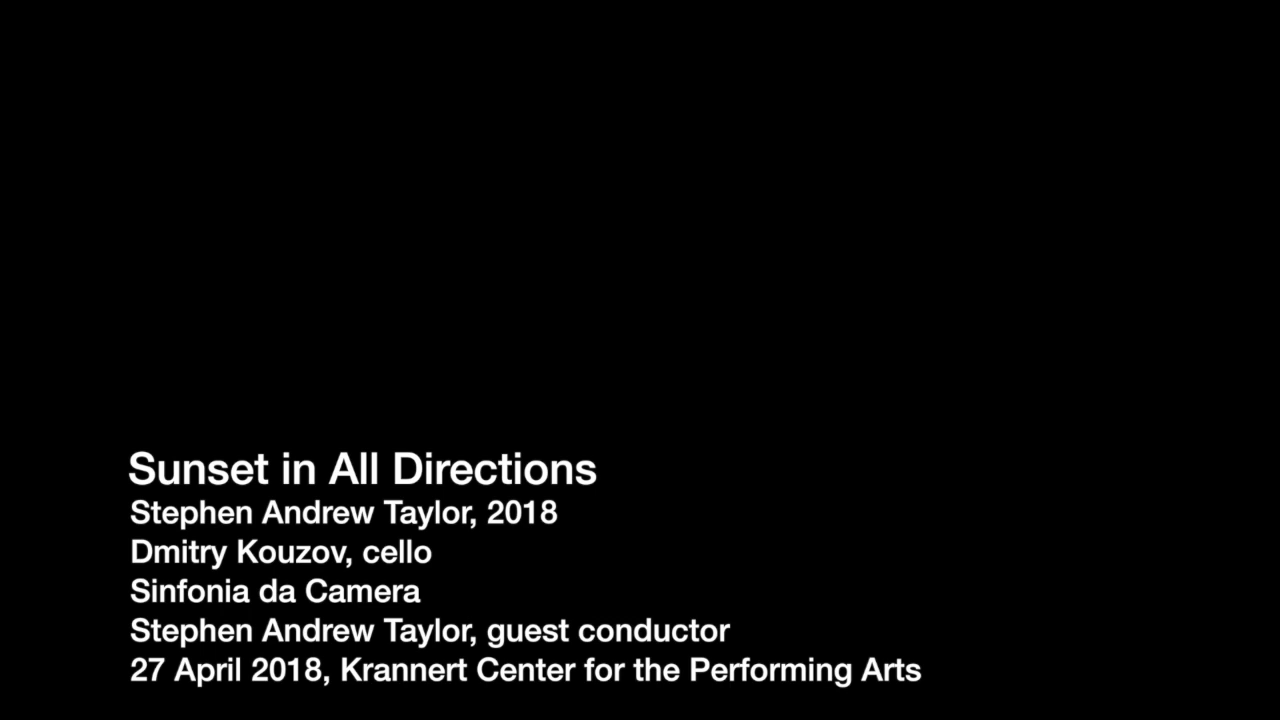 Sunset in All Directions
Stephen Andrew Taylor, 2018
Dmitry Kouzov, cello
Sinfonia da Camera
Stephen Andrew Taylor, guest conductor
27 April 2018, Krannert Center for the Performing Arts